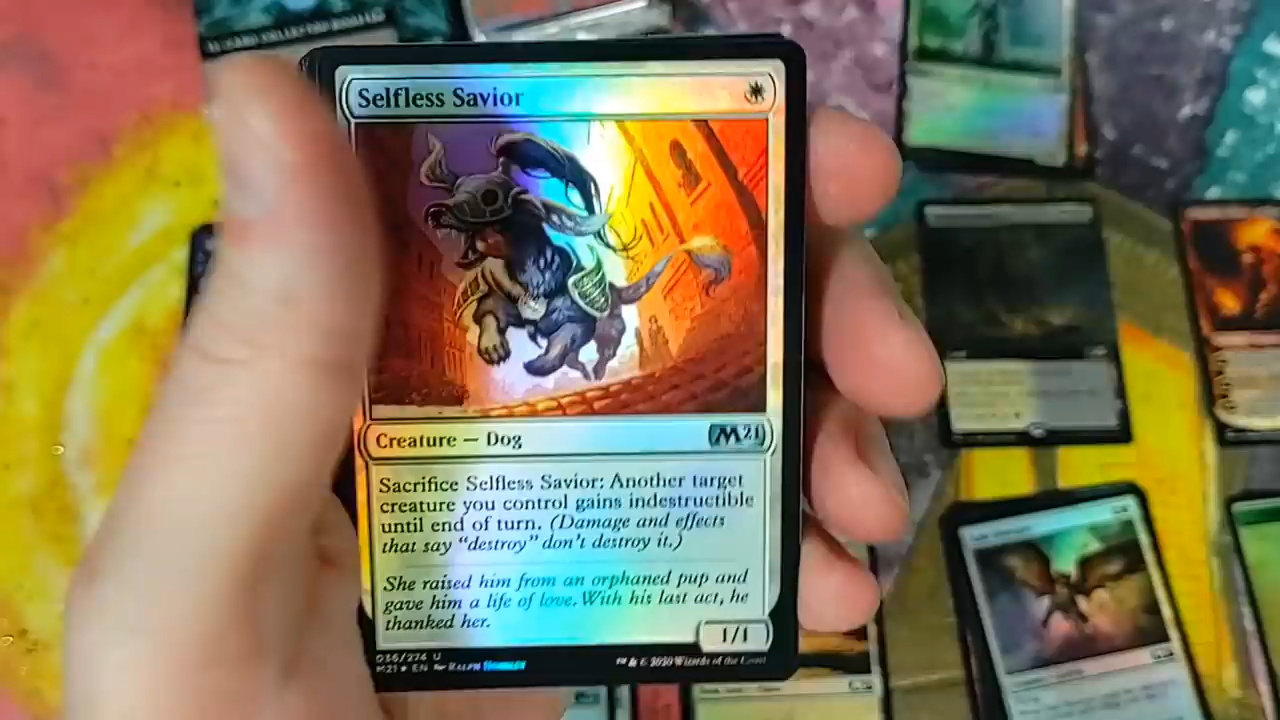 Selfless Savior
Creature — Dog
M21
Sacrifice Selfless Savior: Another target
creature you control gains indestructible
until end of turn. (Damage and effects
that say "destroy" don't destroy it.)
She raised him from an orphaned pup and
gave him a life of love. With his last act, he
thanked her.
1/1
036/274 U
M21 ★ EN Ralph Horsley
™ & © 2020 Wizards of the Coast